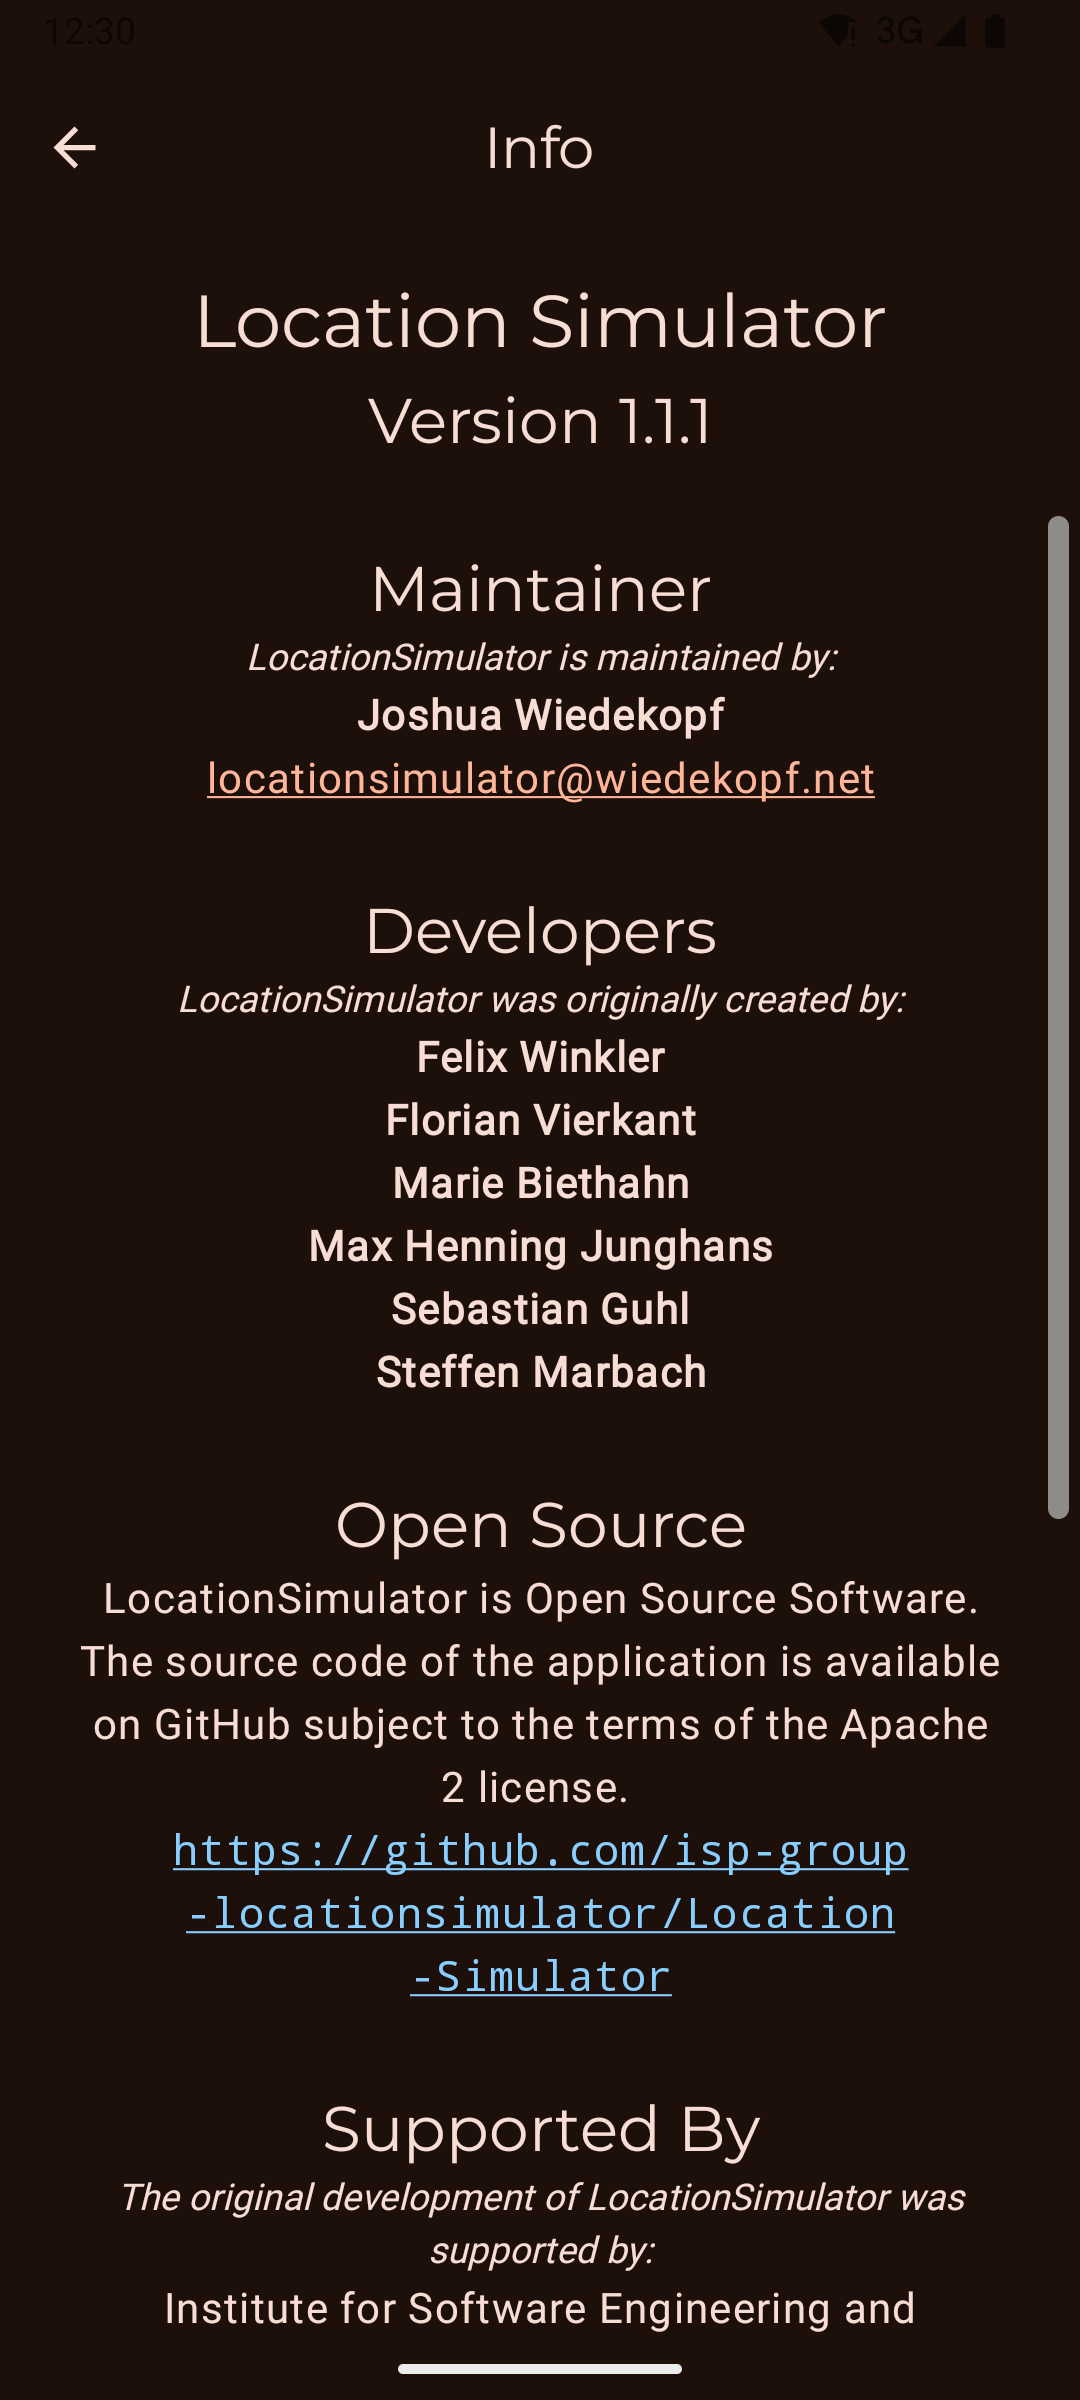 12:30
3G
Info
Location Simulator
Version 1.1.1
Maintainer
LocationSimulator is maintained by:
Joshua Wiedekopf
locationsimulator@wiedekopf.net
Developers
LocationSimulator was originally created by:
Felix Winkler
Florian Vierkant
Marie Biethahn
Max Henning Junghans
Sebastian Guhl
Steffen Marbach
Open Source
LocationSimulator is Open Source Software.
The source code of the application is available
on GitHub subject to the terms of the Apache
2 license.
https://github.com/isp-group
-locationsimulator/Location
-Simulator
Supported By
The original development of LocationSimulator was
supported by:
Institute for Software Engineering and